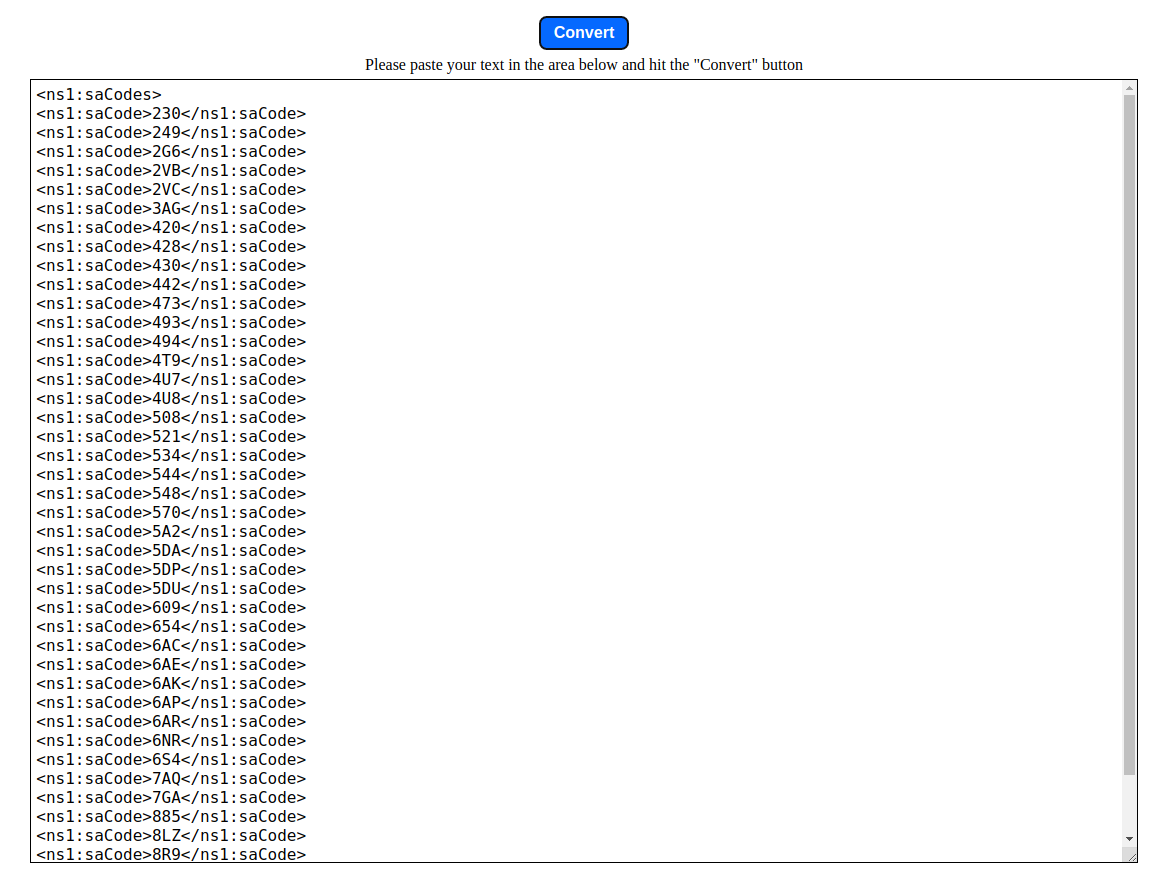 Convert
Please paste your text in the area below and hit the "Convert" button
<ns1:saCodes>
<ns1:saCode>230</ns1:saCode>
<ns1:saCode>249</ns1:saCode>
<ns1:saCode>2G6</ns1:saCode>
<ns1:saCode>2VB</ns1:saCode>
<ns1:saCode>2VC</ns1:saCode>
<ns1:saCode>3AG</ns1:saCode>
<ns1:saCode>420</ns1:saCode>
<ns1:saCode>428</ns1:saCode>
<ns1:saCode>430</ns1:saCode>
<ns1:saCode>442</ns1:saCode>
<ns1:saCode>473</ns1:saCode>
<ns1:saCode>493</ns1:saCode>
<ns1:saCode>494</ns1:saCode>
<ns1:saCode>4T9</ns1:saCode>
<ns1:saCode>4U7</ns1:saCode>
<ns1:saCode>4U8</ns1:saCode>
<ns1:saCode>508</ns1:saCode>
<ns1:saCode>521</ns1:saCode>
<ns1:saCode>534</ns1:saCode>
<ns1:saCode>544</ns1:saCode>
<ns1:saCode>548</ns1:saCode>
<ns1:saCode>570</ns1:saCode>
<ns1:saCode>5A2</ns1:saCode>
<ns1:saCode>5DA</ns1:saCode>
<ns1:saCode>5DP</ns1:saCode>
<ns1:saCode>5DU</ns1:saCode>
<ns1:saCode>609</ns1:saCode>
<ns1:saCode>654</ns1:saCode>
<ns1:saCode>6AC</ns1:saCode>
<ns1:saCode>6AE</ns1:saCode>
<ns1:saCode>6AK</ns1:saCode>
<ns1:saCode>6AP</ns1:saCode>
<ns1:saCode>6AR</ns1:saCode>
<ns1:saCode>6NR</ns1:saCode>
<ns1:saCode>6S4</ns1:saCode>
<ns1:saCode>7AQ</ns1:saCode>
<ns1:saCode>7GA</ns1:saCode>
<ns1:saCode>885</ns1:saCode>
<ns1:saCode>8LZ</ns1:saCode>
<ns1:saCode>8R9</ns1:saCode>